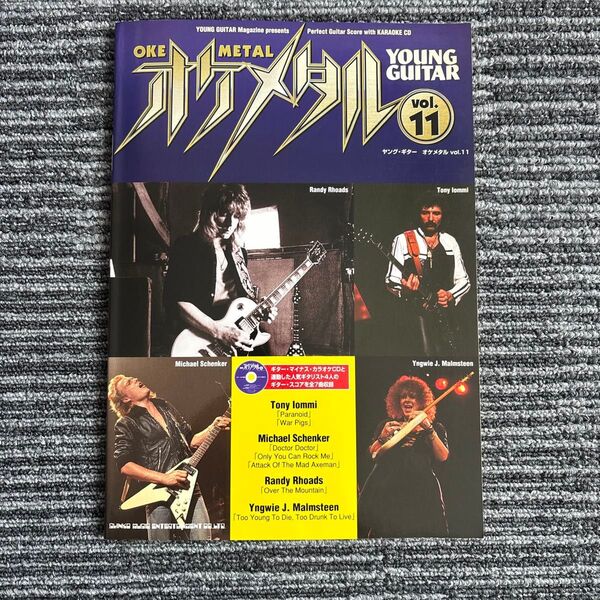 YOUNG GUITAR Magazine presents Perfect Guitar Score with KARAOKE CD
OKE METAL
オケメタル
YOUNG
GUITAR
vol.
11
ヤング・ギター オケメタル vol.11
Randy Rhoads
Tony Iommi
Michael Schenker
Yngwie J. Malmsteen
ギター・マイナス・カラオケCDと
連動した人気ギタリスト4人の
ギター・スコアを全7曲収録
Tony Iommi
「Paranoid」
「War Pigs」
Michael Schenker
「Doctor Doctor」
「Only You Can Rock Me」
「Attack Of The Mad Axeman」
Randy Rhoads
「Over The Mountain」
Yngwie J. Malmsteen
「Too Young To Die, Too Drunk To Live」
SHINKO MUSIC ENTERTAINMENT CO.,LTD.